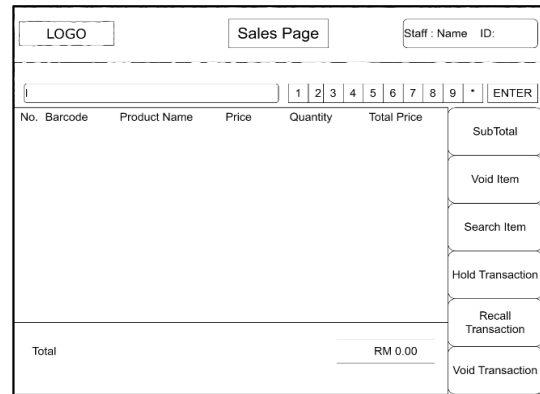 LOGO Sales Page Staff : Name ID:
1 2 3 4 5 6 7 8 9 * ENTER
No. Barcode Product Name Price Quantity Total Price
SubTotal
Void Item
Search Item
Hold Transaction
Recall
Transaction
Total RM 0.00
Void Transaction